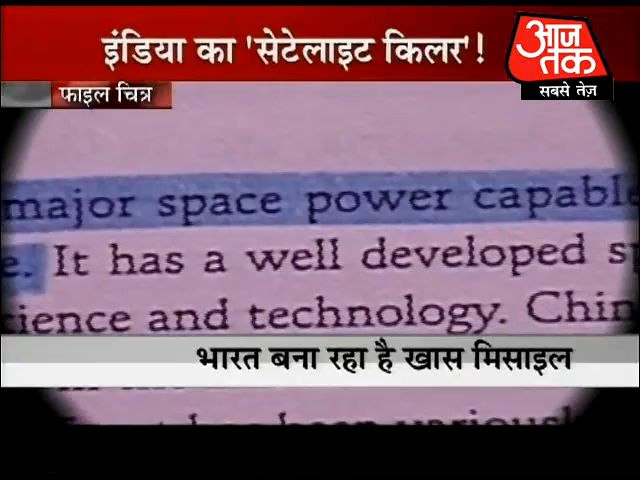 इंडिया का 'सेटेलाइट किलर'!
आज
तक
सबसे तेज़
फाइल चित्र
major space power capable
e. It has a well developed
cience and technology. Chin
भारत बना रहा है खास मिसाइल